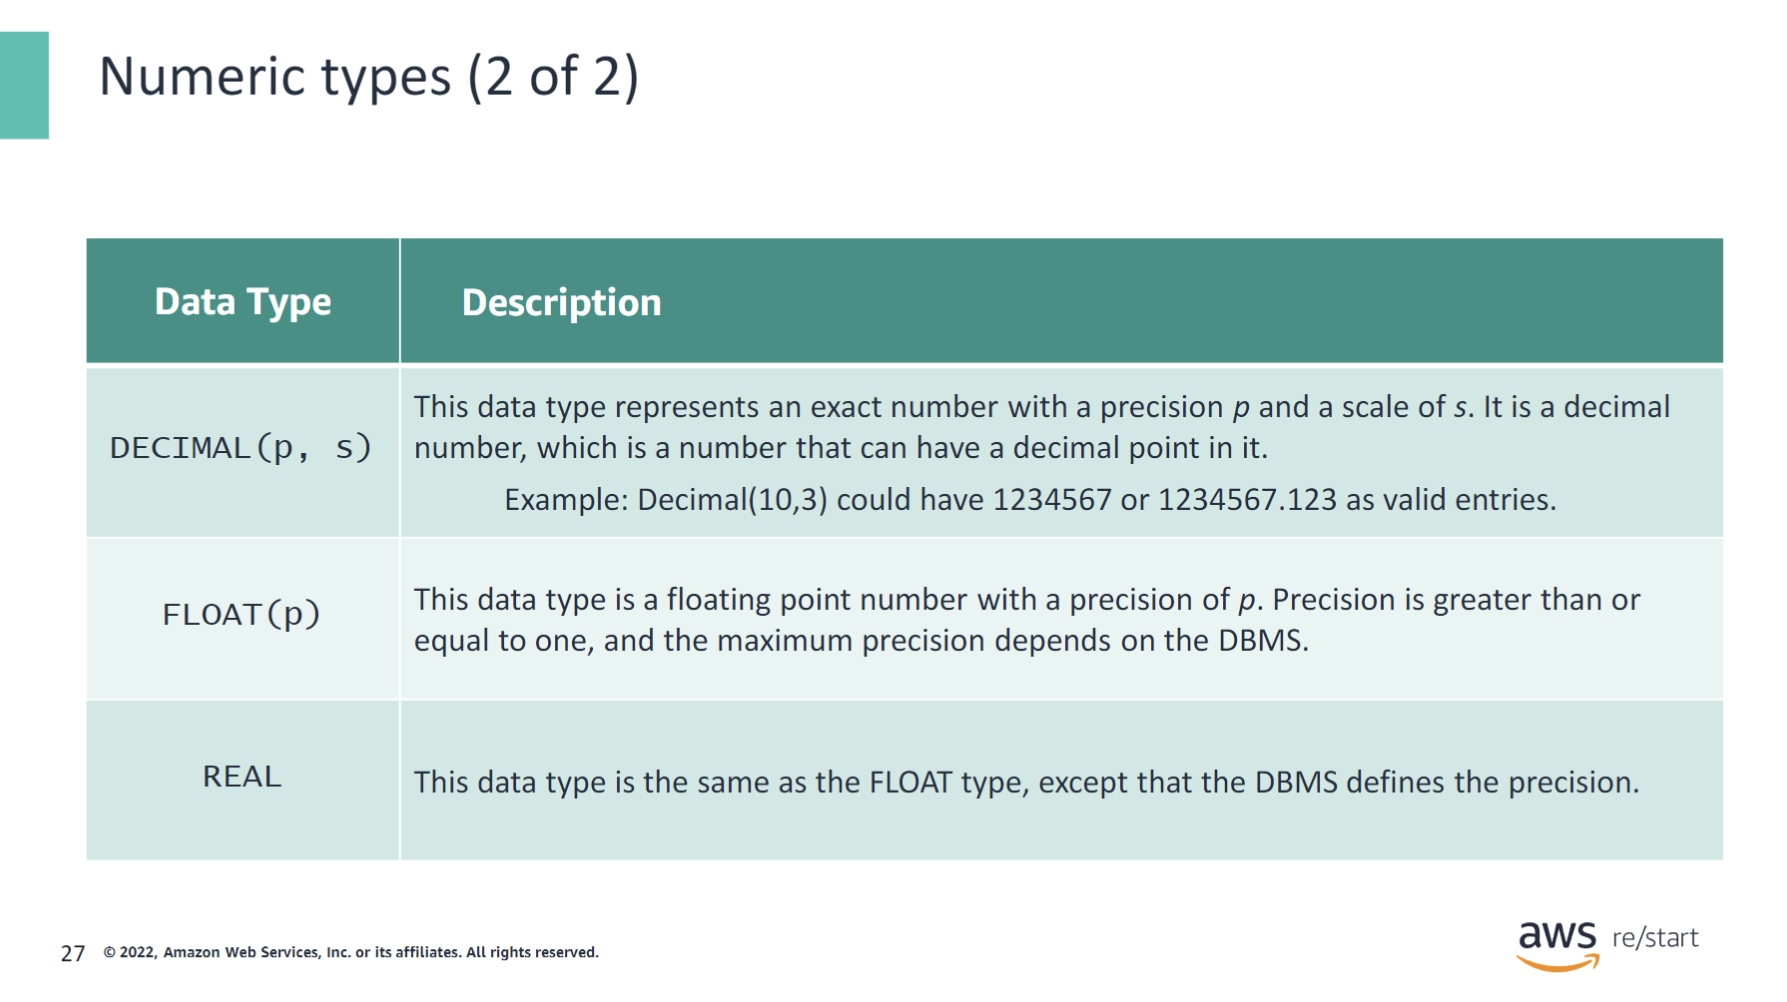 Numeric types (2 of 2)
Data Type
Description
DECIMAL(p, s)
This data type represents an exact number with a precision p and a scale of s. It is a decimal
number, which is a number that can have a decimal point in it.
Example: Decimal(10,3) could have 1234567 or 1234567.123 as valid entries.
FLOAT(p)
This data type is a floating point number with a precision of p. Precision is greater than or
equal to one, and the maximum precision depends on the DBMS.
REAL
This data type is the same as the FLOAT type, except that the DBMS defines the precision.
27
© 2022, Amazon Web Services, Inc. or its affiliates. All rights reserved.
aws re/start